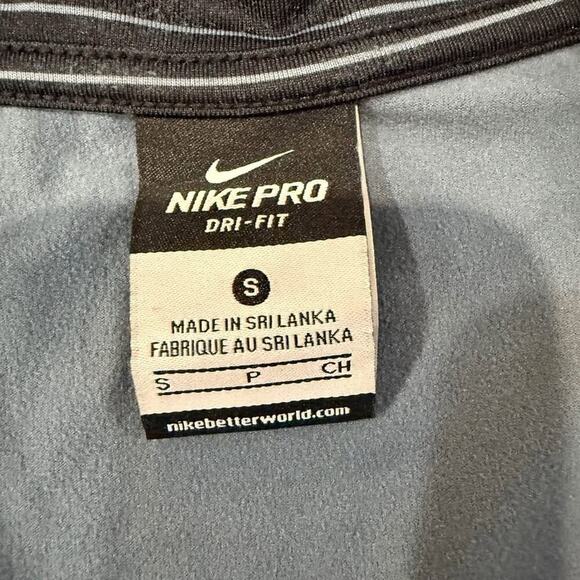 NIKE PRO
DRI-FIT
S
MADE IN SRI LANKA
FABRIQUE AU SRI LANKA
S P CH
nikebetterworld.com